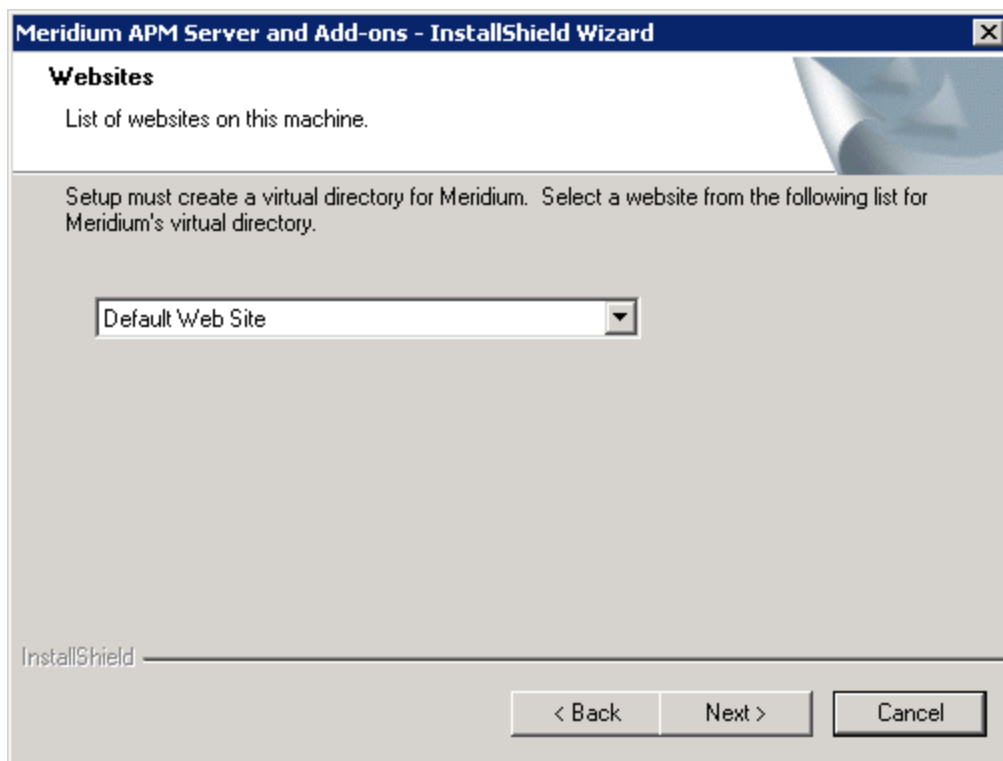 Meridium APM Server and Add-ons - InstallShield Wizard
Websites
List of websites on this machine.
Setup must create a virtual directory for Meridium.  Select a website from the following list for
Meridium's virtual directory.
Default Web Site
InstallShield
< Back
Next >
Cancel